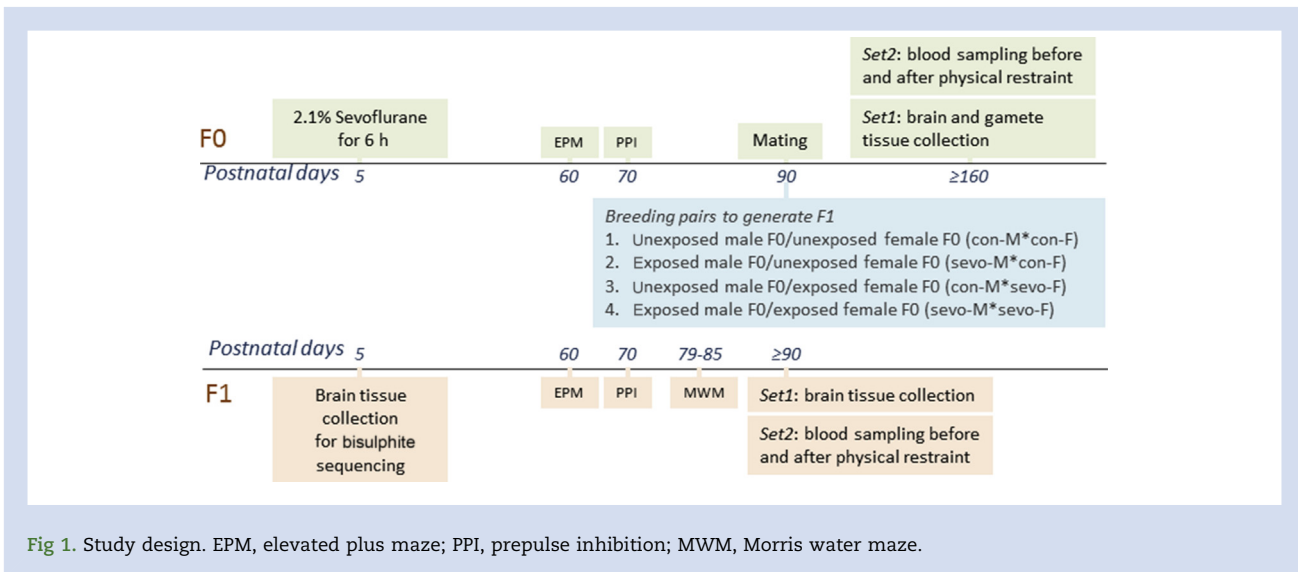 Set2: blood sampling before
and after physical restraint
2.1% Sevoflurane
for 6 h
Set1: brain and gamete
tissue collection
F0
EPM
PPI
Mating
Postnatal days 5 60 70 90 ≥160
Breeding pairs to generate F1
1. Unexposed male F0/unexposed female F0 (con-M*con-F)
2. Exposed male F0/unexposed female F0 (sevo-M*con-F)
3. Unexposed male F0/exposed female F0 (con-M*sevo-F)
4. Exposed male F0/exposed female F0 (sevo-M*sevo-F)
Postnatal days 5 60 70 79-85 ≥90
F1
Brain tissue
collection
for bisulphite
sequencing
EPM
PPI
MWM
Set1: brain tissue collection
Set2: blood sampling before
and after physical restraint
Fig 1. Study design. EPM, elevated plus maze; PPI, prepulse inhibition; MWM, Morris water maze.